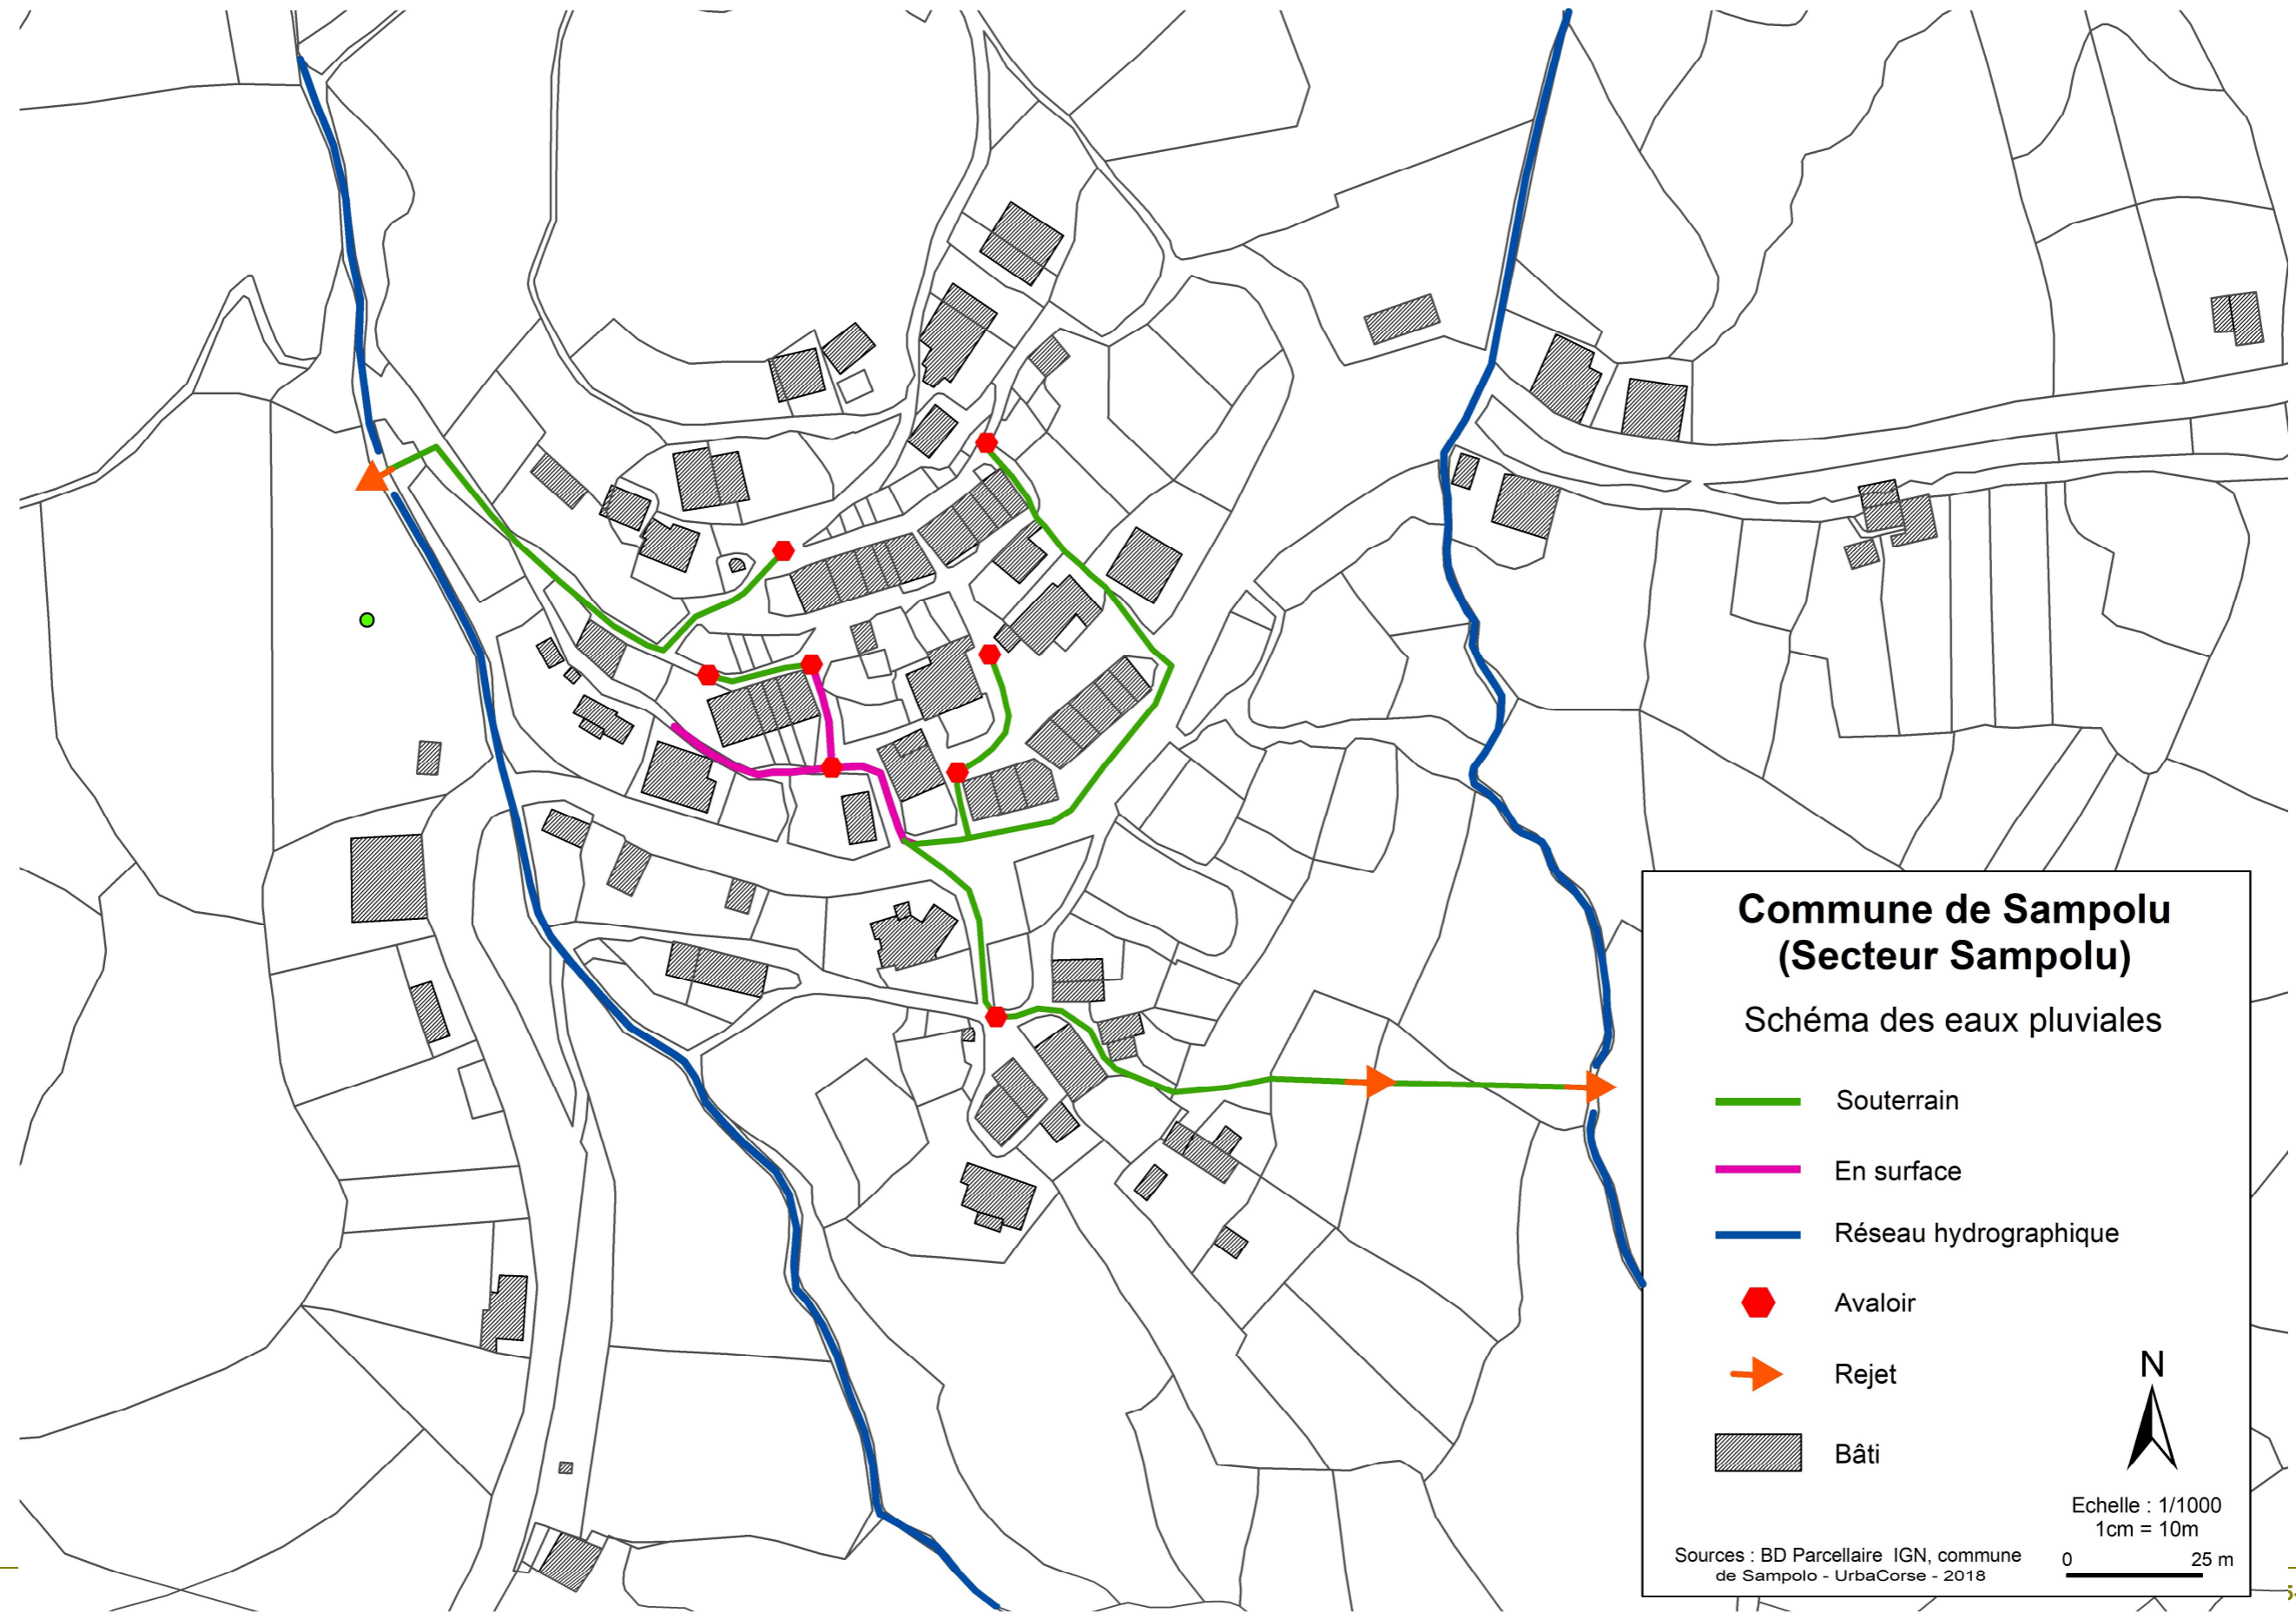 Commune de Sampolu
(Secteur Sampolu)
Schéma des eaux pluviales
Souterrain
En surface
Réseau hydrographique
Avaloir
Rejet
Bâti
N
Echelle : 1/1000
1cm = 10m
Sources : BD Parcellaire IGN, commune
de Sampolo - UrbaCorse - 2018
0 25 m